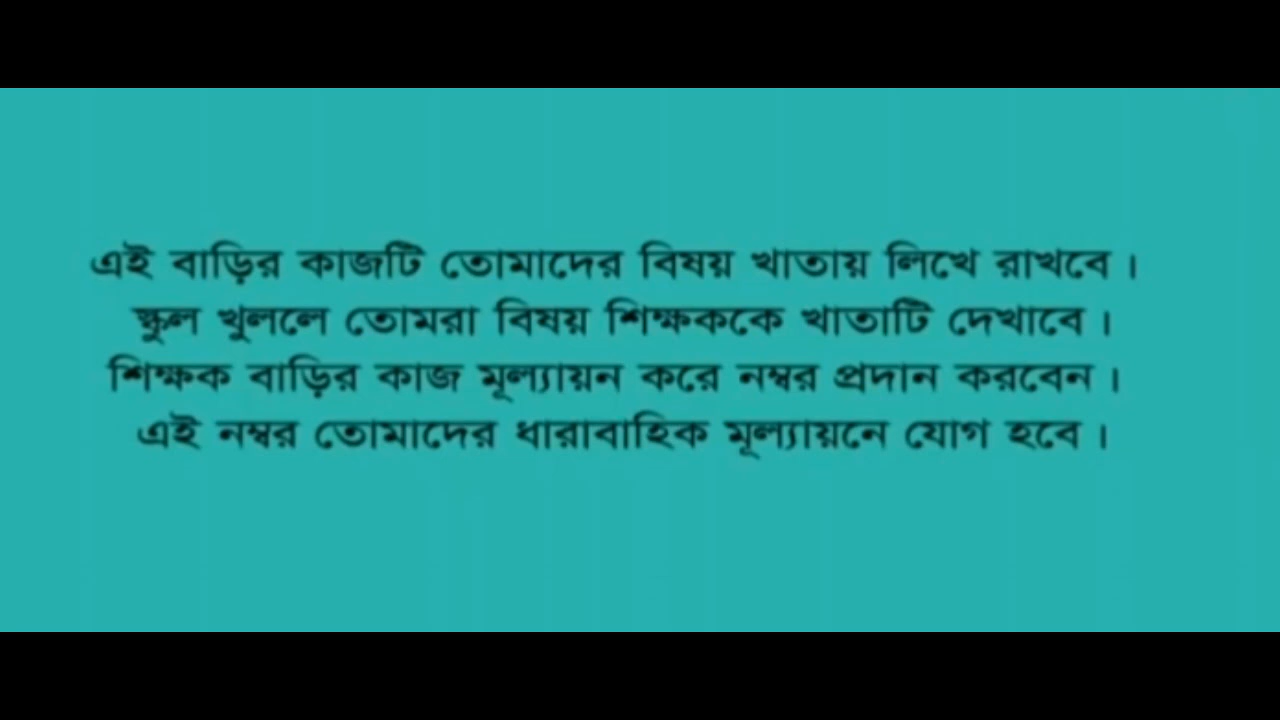 এই বাড়ির কাজটি তোমাদের বিষয় খাতায় লিখে রাখবে।
স্কুল খুললে তোমরা বিষয় শিক্ষককে খাতাটি দেখাবে।
শিক্ষক বাড়ির কাজ মূল্যায়ন করে নম্বর প্রদান করবেন।
এই নম্বর তোমাদের ধারাবাহিক মূল্যায়নে যোগ হবে।